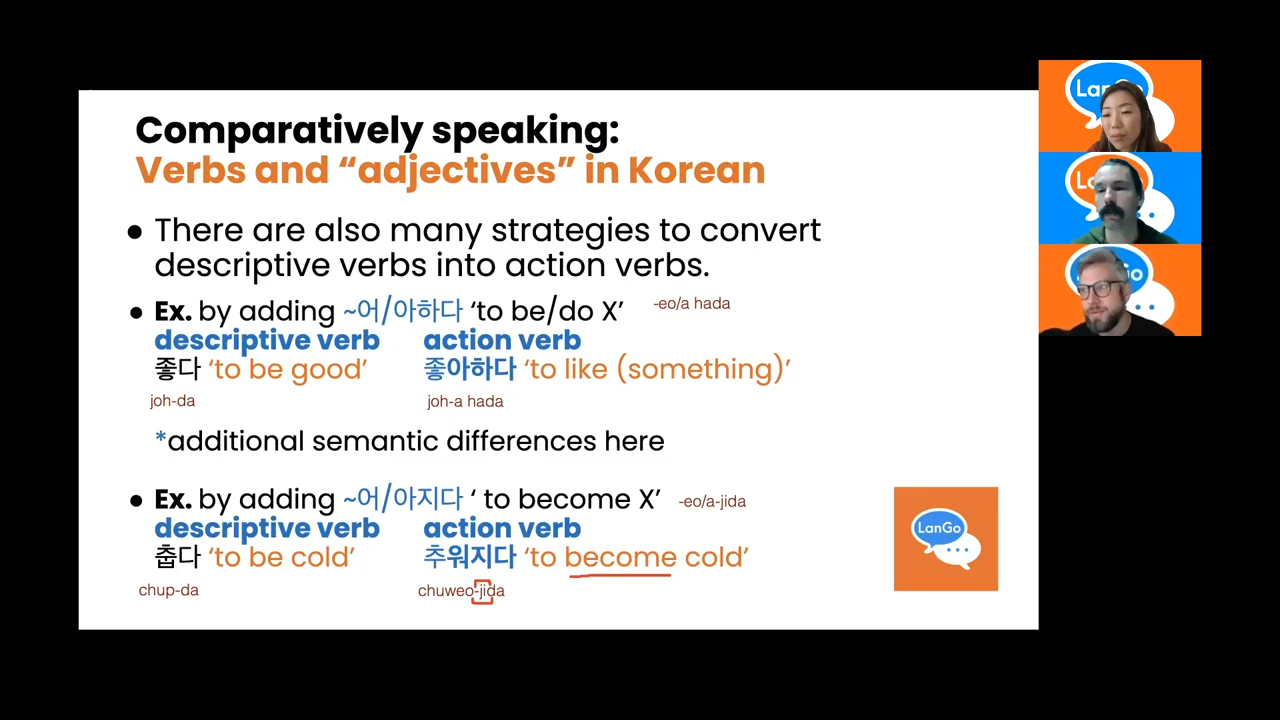 Comparatively speaking:
Verbs and “adjectives” in Korean
● There are also many strategies to convert
descriptive verbs into action verbs.
● Ex. by adding ~어/아하다 ‘to be/do X’ -eo/a hada
descriptive verb action verb
좋다 ‘to be good’ 좋아하다 ‘to like (something)’
joh-da joh-a hada
*additional semantic differences here
● Ex. by adding ~어/아지다 ‘ to become X’ -eo/a-jida
descriptive verb action verb
춥다 ‘to be cold’ 추워지다 ‘to become cold’
chup-da chuweo-jida
LanGo